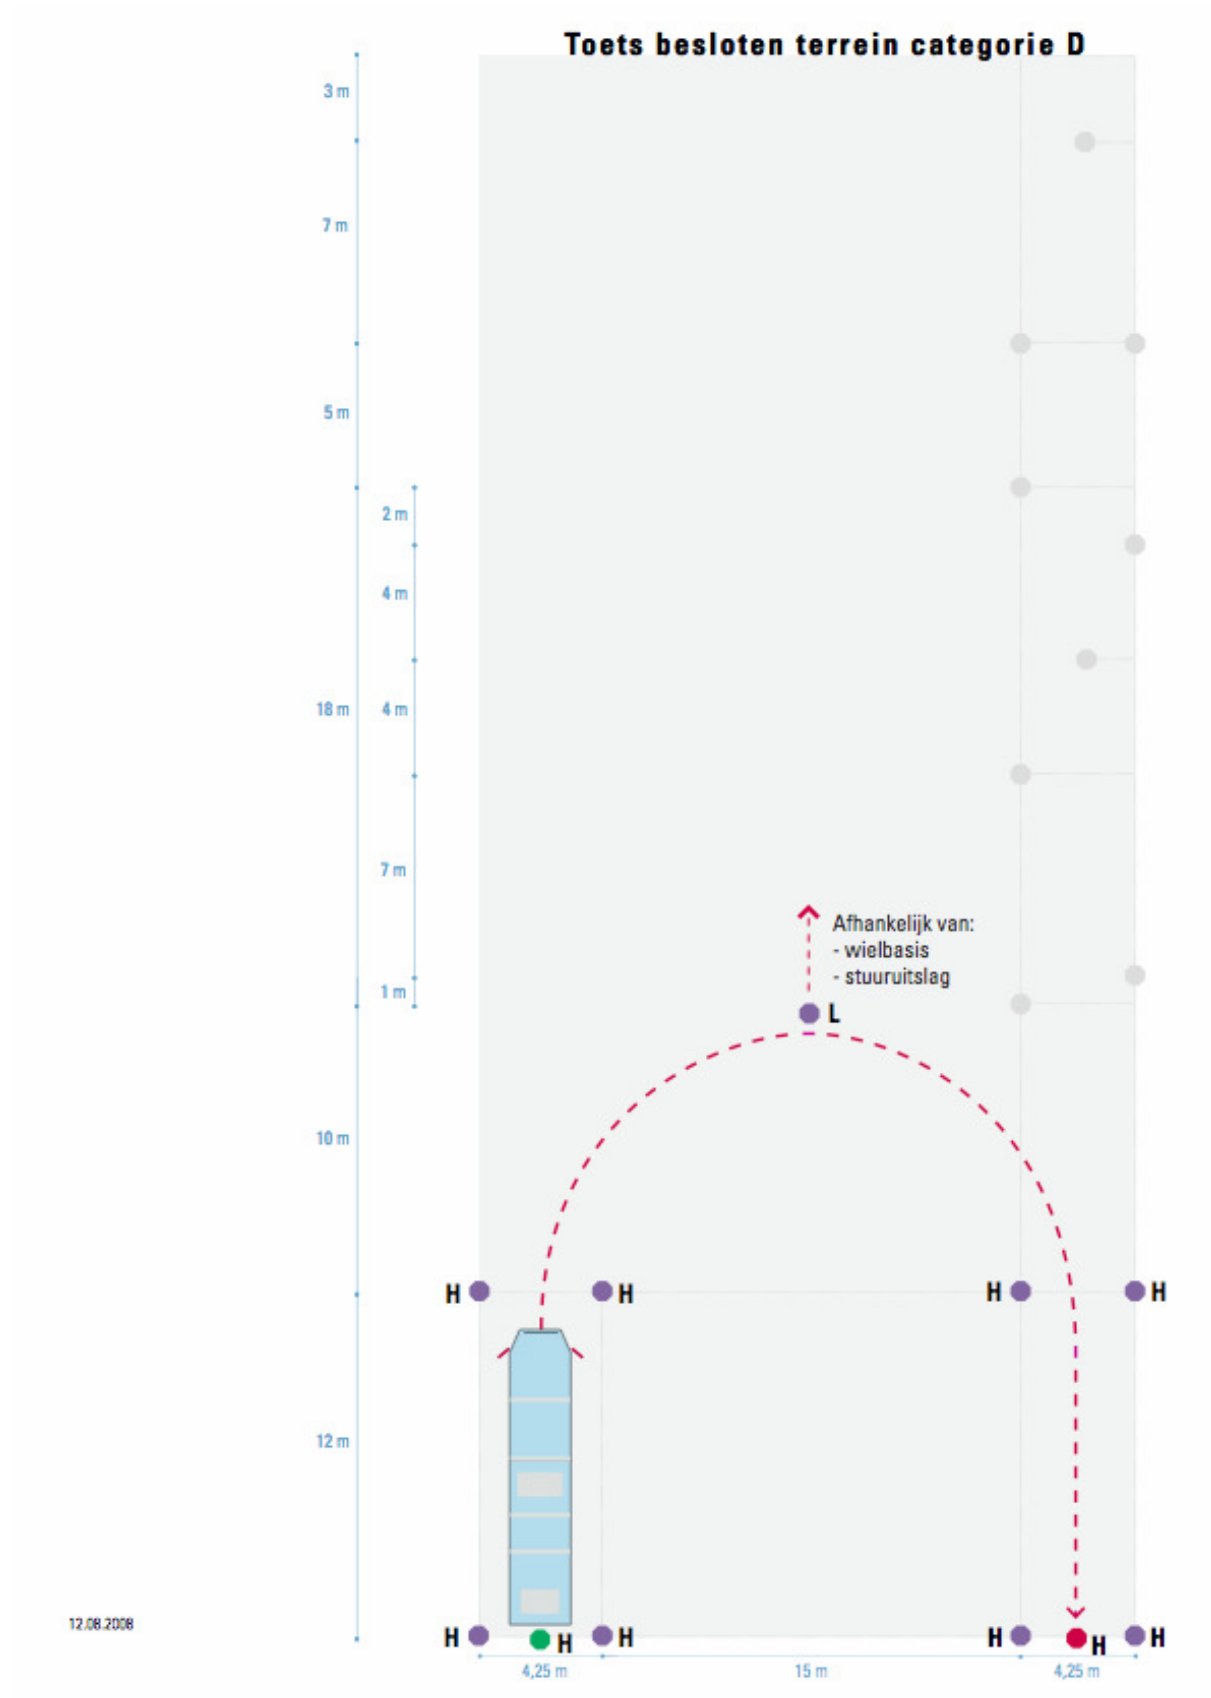 Toets besloten terrein categorie D
3 m
7 m
5 m
2 m
4 m
18 m
4 m
7 m
Afhankelijk van:
- wielbasis
- stuuruitslag
1 m
L
10 m
H
H
H
H
12 m
12.08.2008
H
H
H
H
H
H
4,25 m
15 m
4,25 m